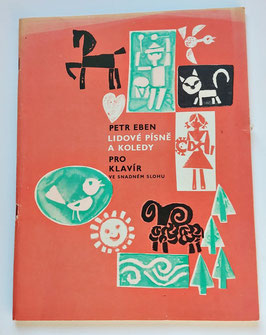 PETR EBEN
LIDOVÉ PÍSNĚ
A KOLEDY
PRO
KLAVÍR
VE SNADNÉM SLOHU